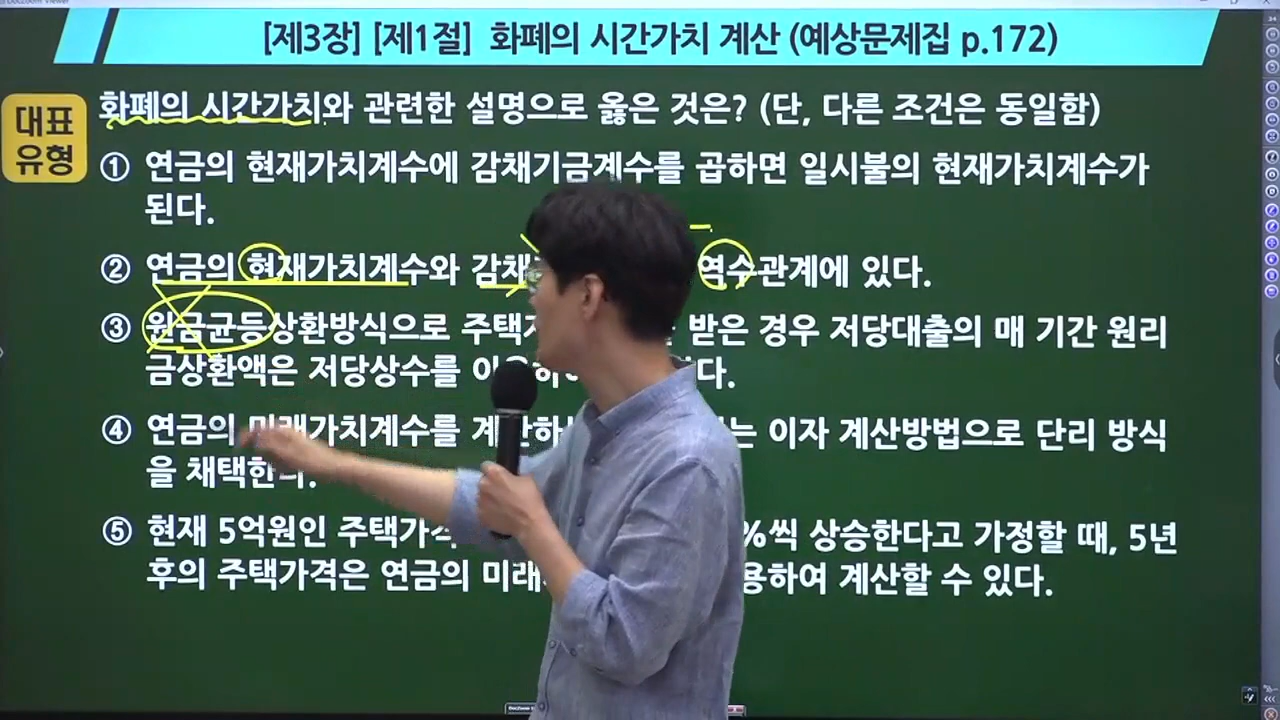 [제3장] [제1절] 화폐의 시간가치 계산 (예상문제집 p.172)
대표
유형
화폐의 시간가치와 관련한 설명으로 옳은 것은? (단, 다른 조건은 동일함)
① 연금의 현재가치계수에 감채기금계수를 곱하면 일시불의 현재가치계수가
된다.
② 연금의 현재가치계수와 감채 역수관계에 있다.
③ 원금균등상환방식으로 받은 경우 저당대출의 매 기간 원리
금상환액은 저당상수를
④ 연금의 미래가치계수를 이자 계산방법으로 단리 방식
을 채택한다.
⑤ 현재 5억원인 주택가격 %씩 상승한다고 가정할 때, 5년
후의 주택가격은 연금의 계산할 수 있다.